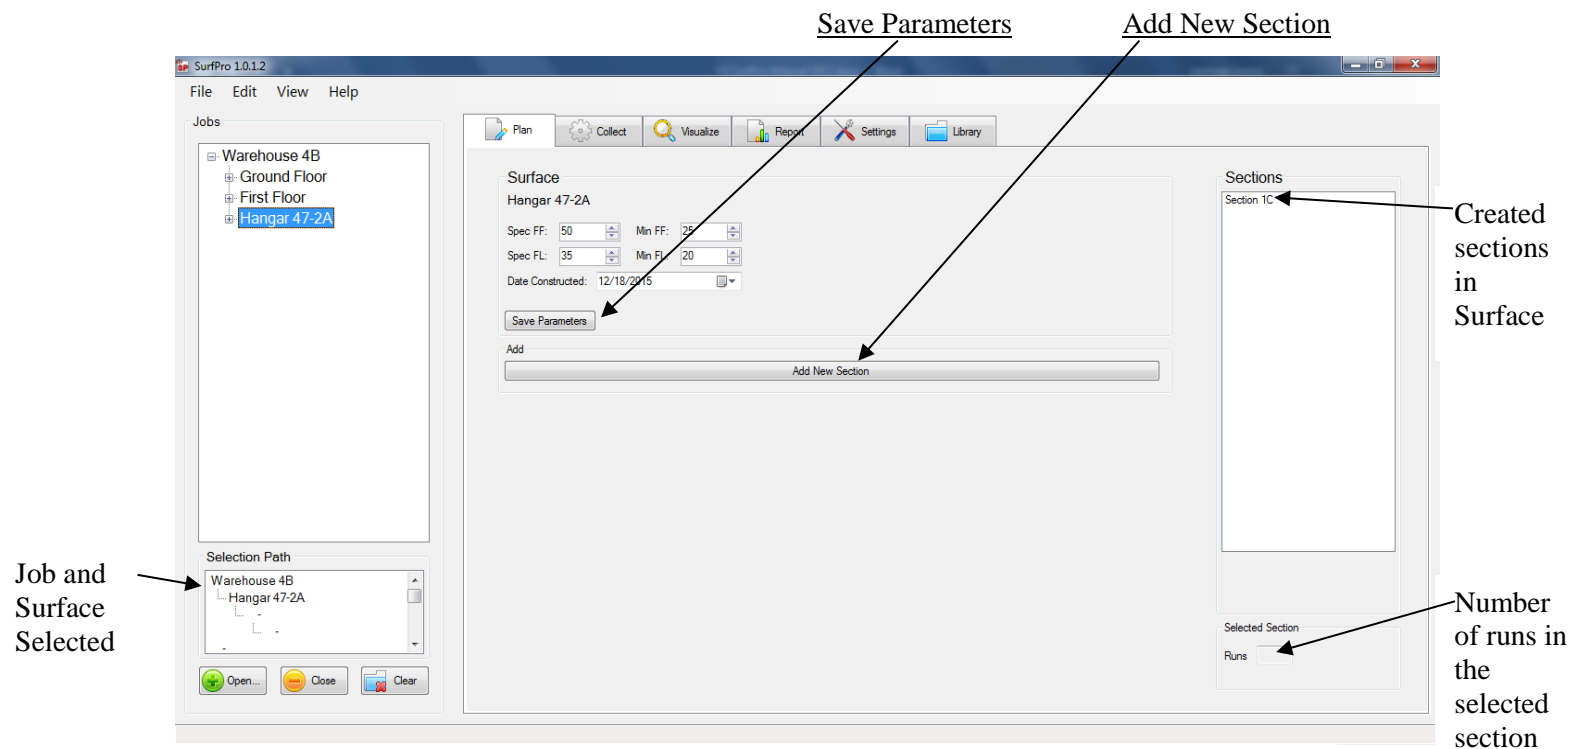 Save Parameters
Add New Section
SP SurfPro 1.0.1.2
File Edit View Help
Jobs
Warehouse 4B
Ground Floor
First Floor
Hangar 47-2A
Selection Path
Warehouse 4B
Hangar 47-2A
-
-
-
Open...
Close
Clear
Plan
Collect
Visualize
Report
Settings
Library
Surface
Hangar 47-2A
Spec FF: 50 Min FF: 25
Spec FL: 35 Min FL: 20
Date Constructed: 12/18/2015
Save Parameters
Add
Add New Section
Sections
Section 1C
Selected Section
Runs
Created
sections
in
Surface
Job and
Surface
Selected
Number
of runs in
the
selected
section